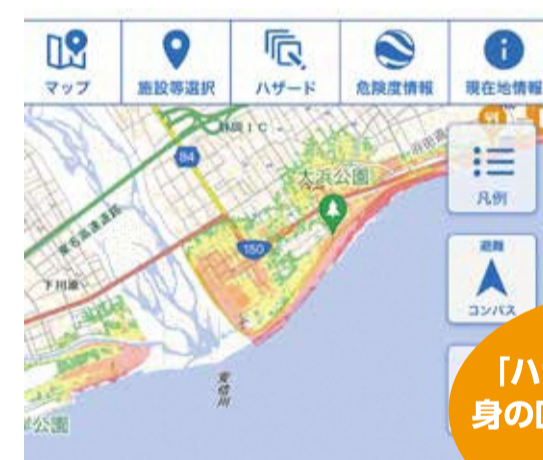 マップ
施設等選択
ハザード
危険度情報
現在地情報
静岡IC
84
大浜公園
凡例
東名高速道路
150
下川原
避難
コンパス
安倍川
公園
「ハ
身の